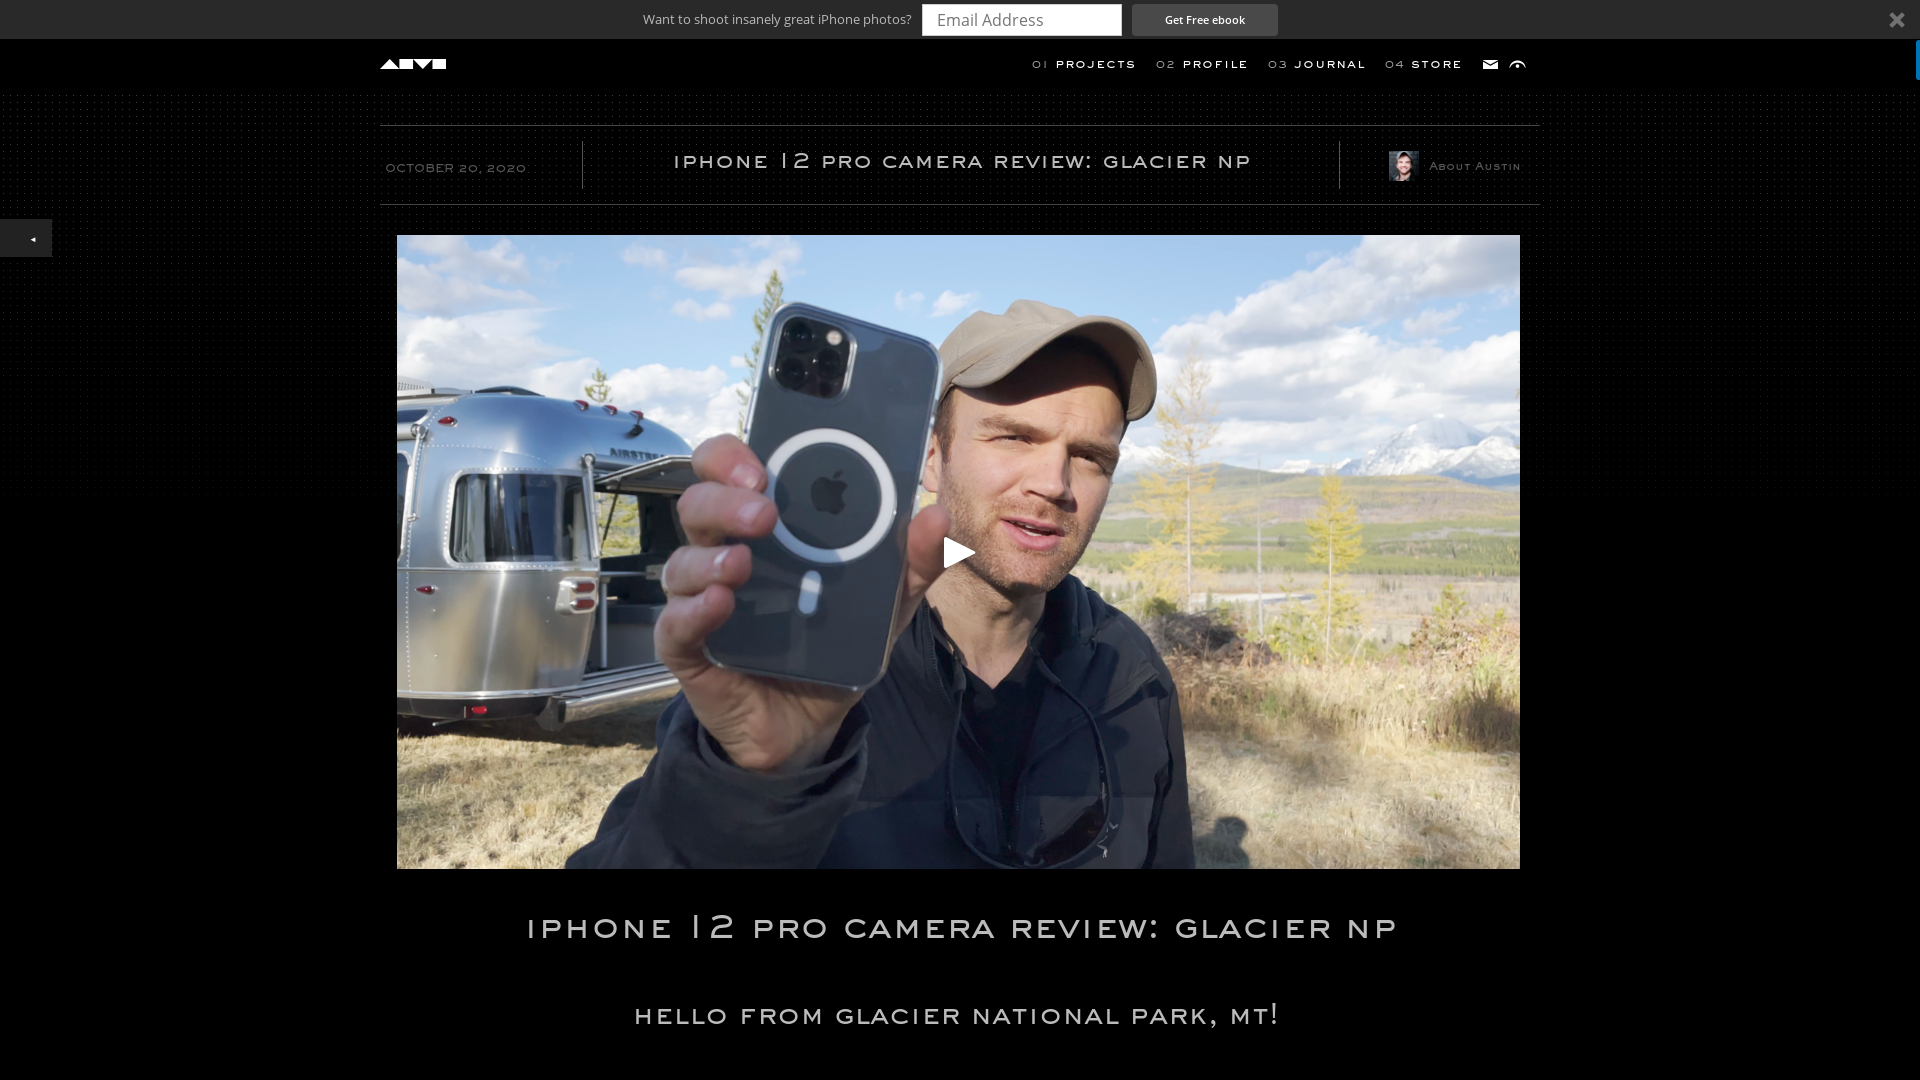 Want to shoot insanely great iPhone photos?
Email Address
Get Free ebook
01 PROJECTS
02 PROFILE
03 JOURNAL
04 STORE
OCTOBER 20, 2020
IPHONE 12 PRO CAMERA REVIEW: GLACIER NP
About Austin
AIRSTREAM
IPHONE 12 PRO CAMERA REVIEW: GLACIER NP
HELLO FROM GLACIER NATIONAL PARK, MT!